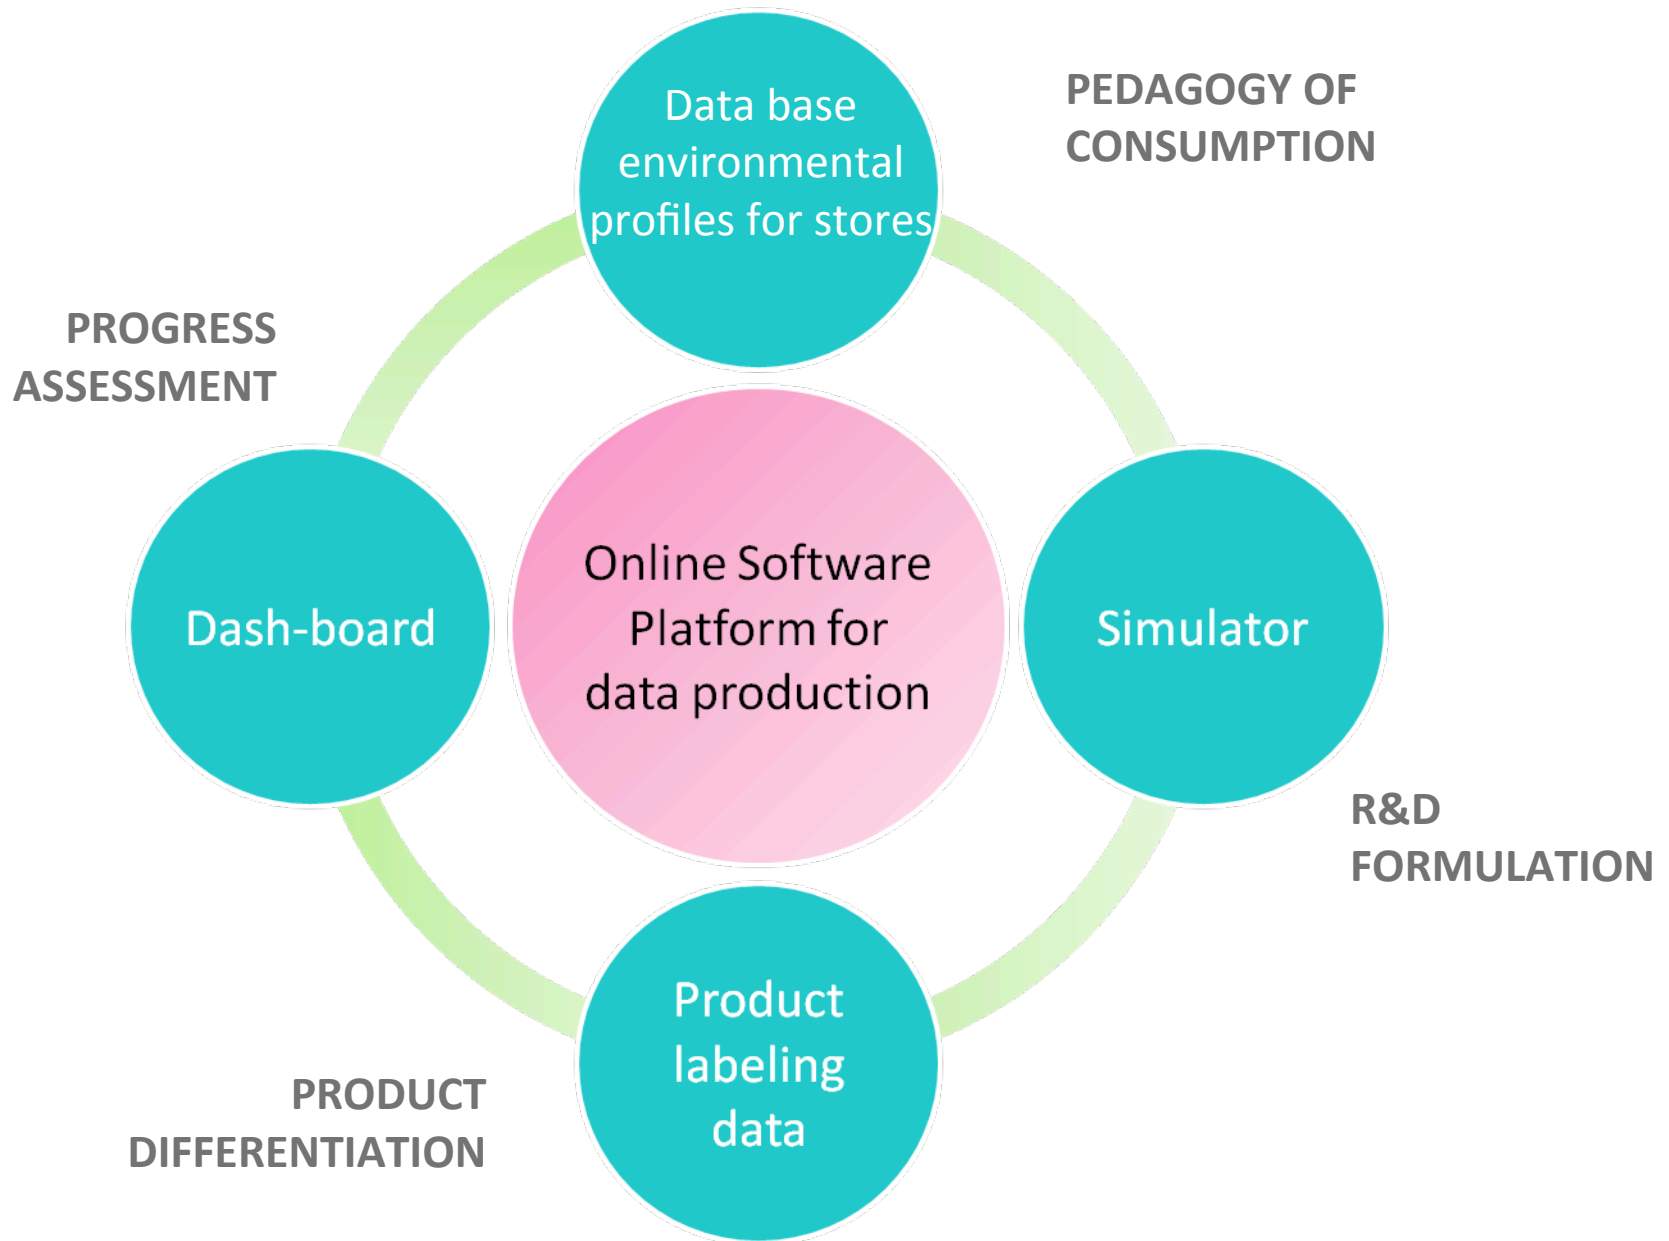 Data base
environmental
profiles for stores
PEDAGOGY OF
CONSUMPTION
PROGRESS
ASSESSMENT
Dash-board
Online Software
Platform for
data production
Simulator
R&D
FORMULATION
Product
labeling
data
PRODUCT
DIFFERENTIATION